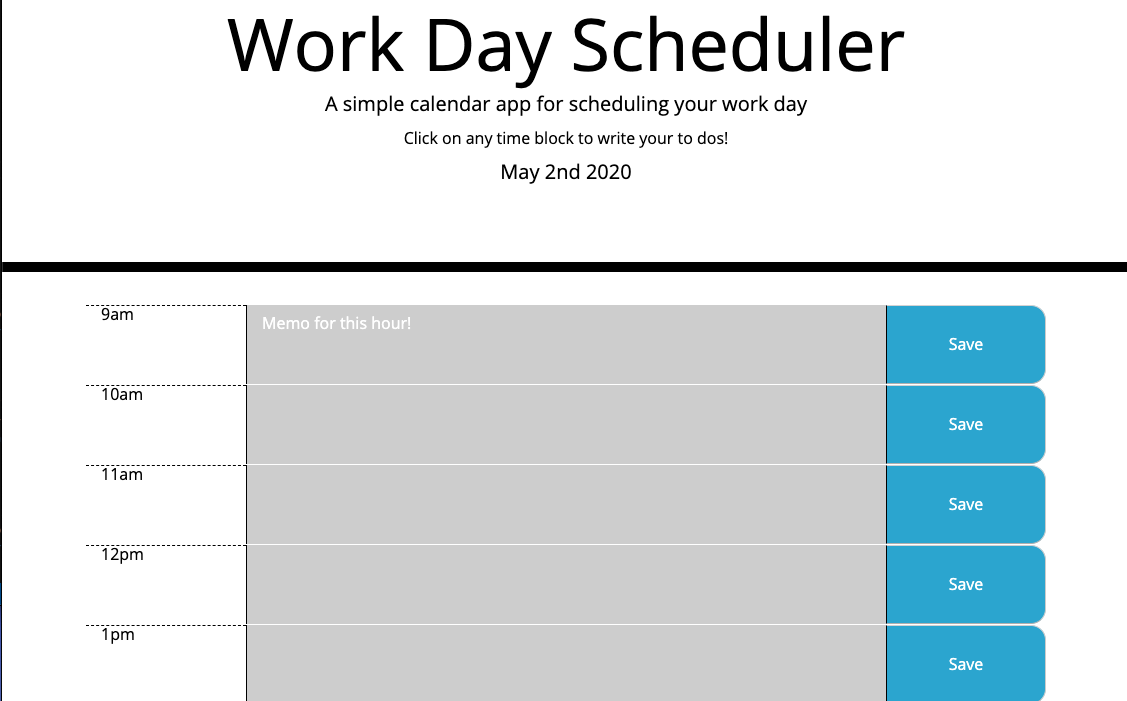 Work Day Scheduler
A simple calendar app for scheduling your work day
Click on any time block to write your to dos!
May 2nd 2020
9am
Memo for this hour!
Save
10am
Save
11am
Save
12pm
Save
1pm
Save